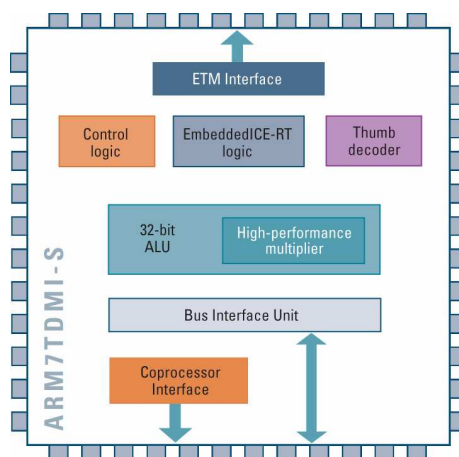 ETM Interface
Control
logic
EmbeddedICE-RT
logic
Thumb
decoder
32-bit
ALU
High-performance
multiplier
Bus Interface Unit
Coprocessor
Interface
ARM7TDMI-S